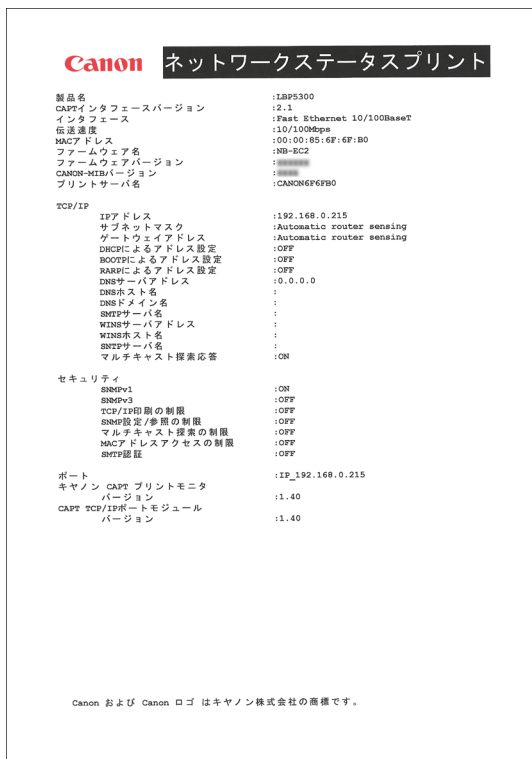 Canon ネットワークステータスプリント
製品名 :LBP5300
CAPTインタフェースバージョン :2.1
インタフェース :Fast Ethernet 10/100BaseT
伝送速度 :10/100Mbps
MACアドレス :00:00:85:6F:6F:B0
ファームウェア名 :NB-EC2
ファームウェアバージョン :
CANON-MIBバージョン :
プリントサーバ名 :CANON6F6FB0
TCP/IP
IPアドレス :192.168.0.215
サブネットマスク :Automatic router sensing
ゲートウェイアドレス :Automatic router sensing
DHCPによるアドレス設定 :OFF
BOOTPによるアドレス設定 :OFF
RARPによるアドレス設定 :OFF
DNSサーバアドレス :0.0.0.0
DNSホスト名 :
DNSドメイン名 :
SMTPサーバ名 :
WINSサーバアドレス :
WINSホスト名 :
SNTPサーバ名 :
マルチキャスト探索応答 :ON
セキュリティ
SNMPv1 :ON
SNMPv3 :OFF
TCP/IP印刷の制限 :OFF
SNMP設定/参照の制限 :OFF
マルチキャスト探索の制限 :OFF
MACアドレスアクセスの制限 :OFF
SMTP認証 :OFF
ポート :IP_192.168.0.215
キヤノン CAPT プリントモニタ
バージョン :1.40
CAPT TCP/IPポートモジュール
バージョン :1.40
Canon および Canon ロゴ はキヤノン株式会社の商標です。